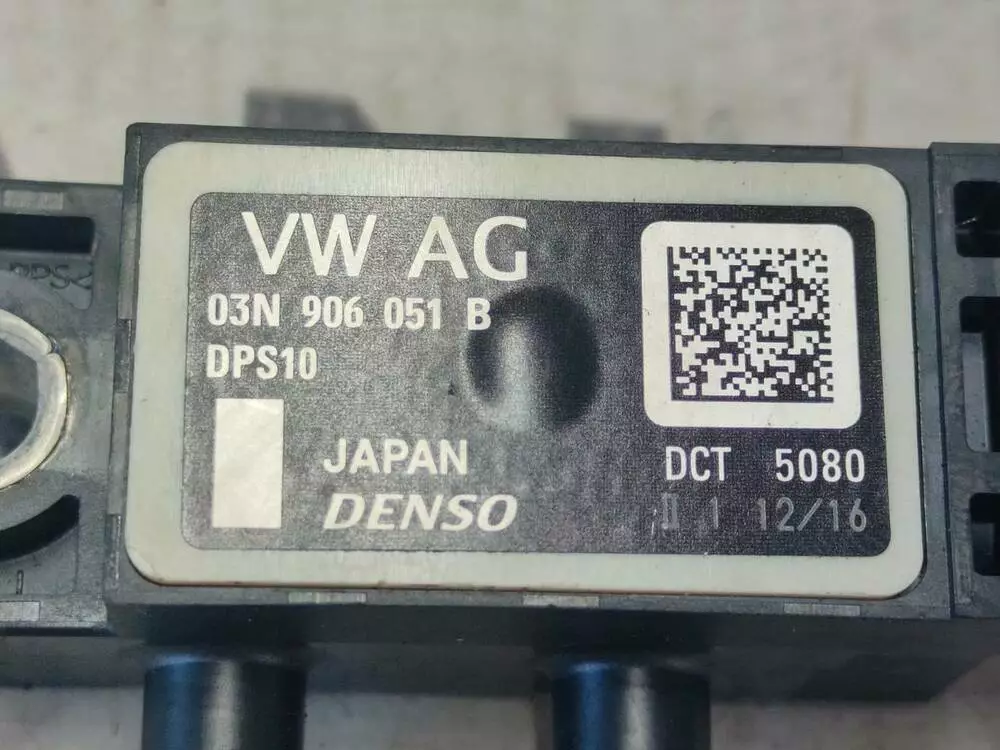 VW AG
03N 906 051 B
DPS10
JAPAN
DENSO
DCT 5080
1 12/16